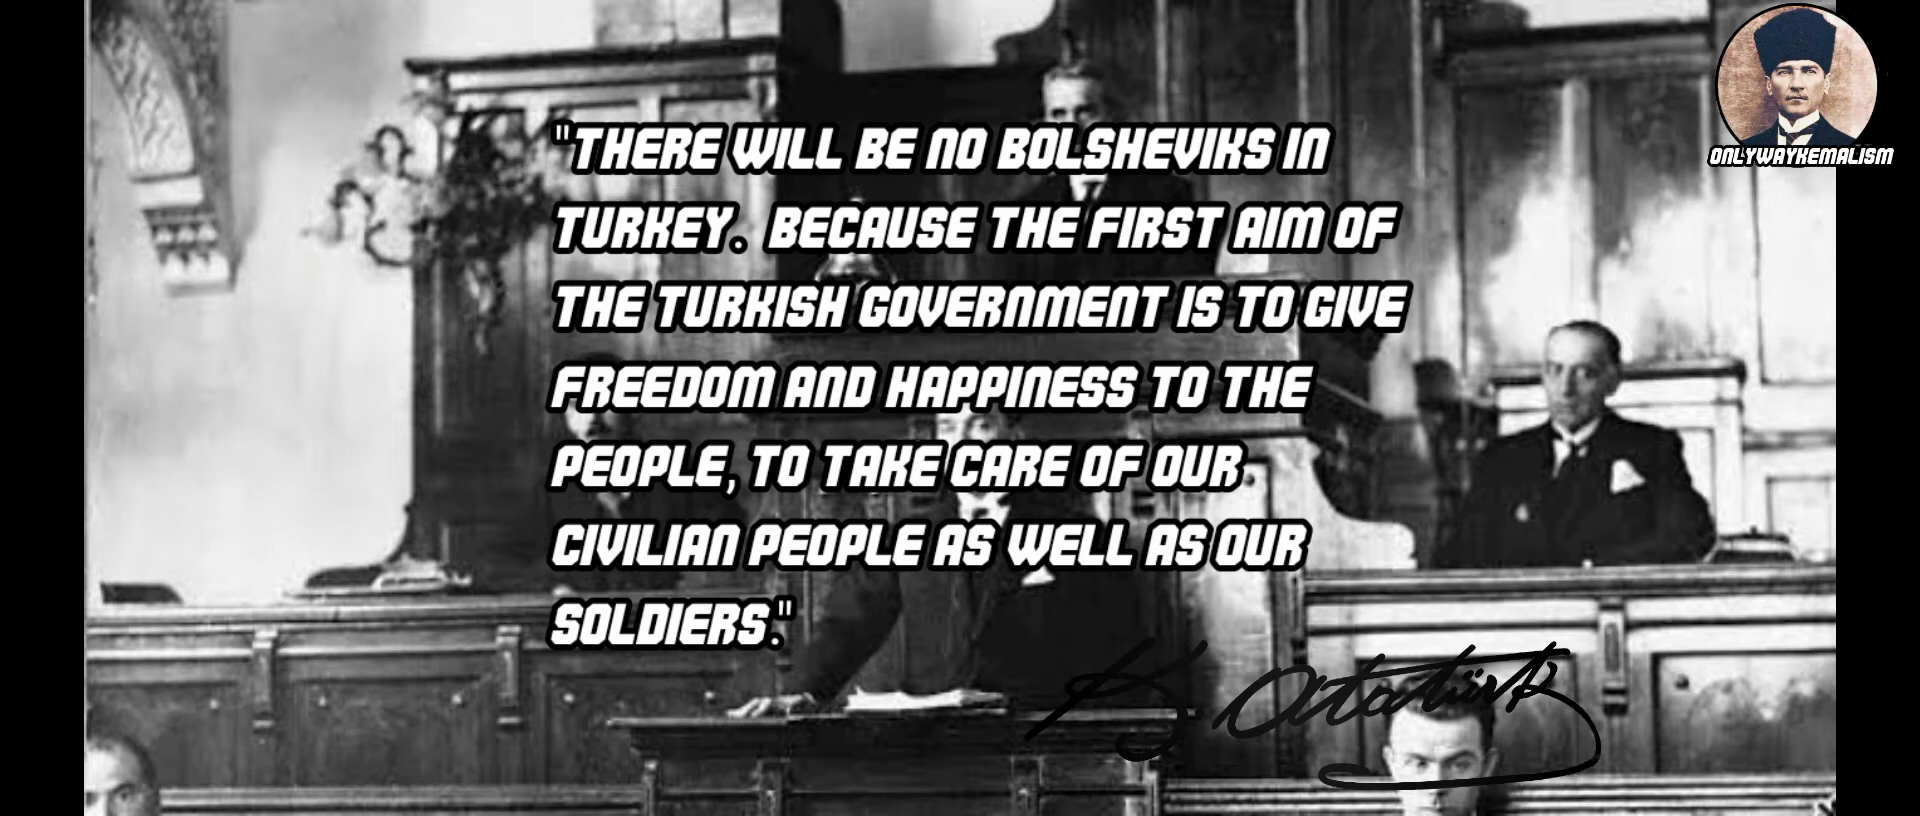 "THERE WILL BE NO BOLSHEVIKS IN
TURKEY. BECAUSE THE FIRST AIM OF
THE TURKISH GOVERNMENT IS TO GIVE
FREEDOM AND HAPPINESS TO THE
PEOPLE, TO TAKE CARE OF OUR
CIVILIAN PEOPLE AS WELL AS OUR
SOLDIERS."
K. Atatürk
ONLYWAYKEMALISM